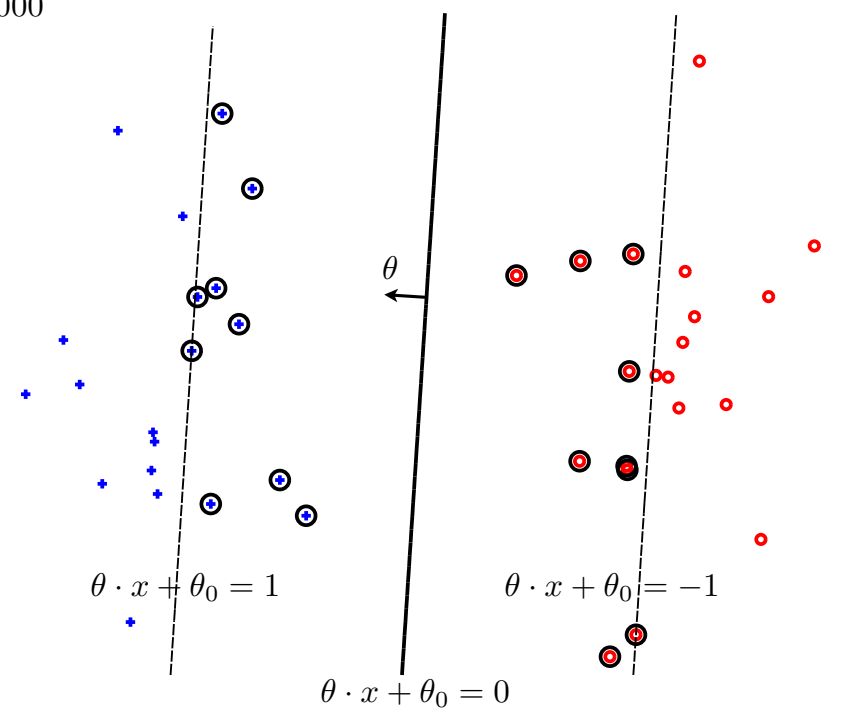 θ
θ · x + θ₀ = 1
θ · x + θ₀ = −1
θ · x + θ₀ = 0